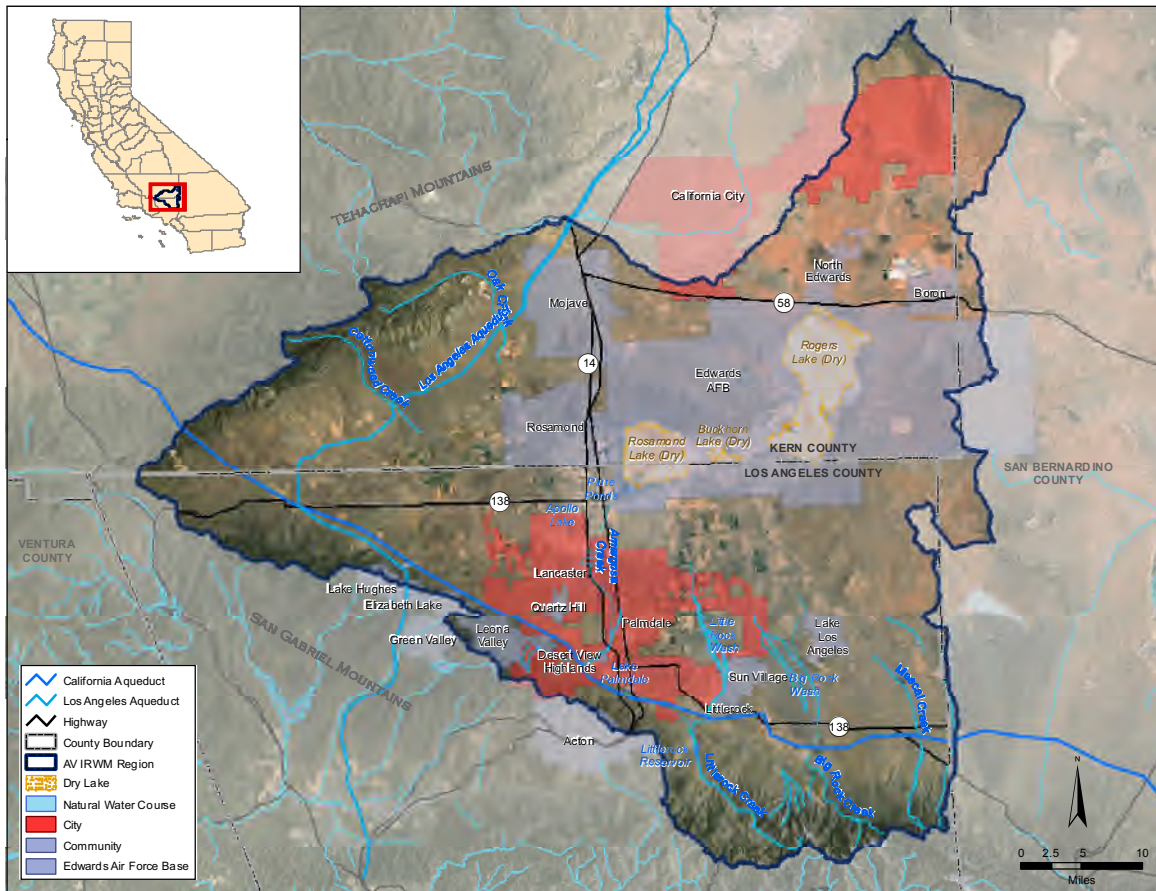 TEHACHAPI MOUNTAINS
California City
North
Edwards
Boron
58
Oak Creek
Mojave
Los Angeles Aqueduct
Cottonwood Creek
14
Rogers
Lake (Dry)
Edwards
AFB
Rosamond
Rosamond
Lake (Dry)
Buckhorn
Lake (Dry)
KERN COUNTY
LOS ANGELES COUNTY
SAN BERNARDINO
COUNTY
Piute
Ponds
138
Apollo
Lake
Amargosa
Creek
VENTURA
COUNTY
Lancaster
Lake Hughes
Elizabeth Lake
Quartz Hill
Green Valley
Leona
Valley
Palmdale
Little
Rock
Wash
Lake
Los
Angeles
SAN GABRIEL MOUNTAINS
Desert View
Highlands
Lake
Palmdale
Sun Village
Big Rock
Wash
Mescal Creek
Littlerock
138
Acton
Littlerock
Reservoir
Littlerock Creek
Big Rock Creek
California Aqueduct
Los Angeles Aqueduct
Highway
County Boundary
AV IRWM Region
Dry Lake
Natural Water Course
City
Community
Edwards Air Force Base
N
0 2.5 5 10
Miles